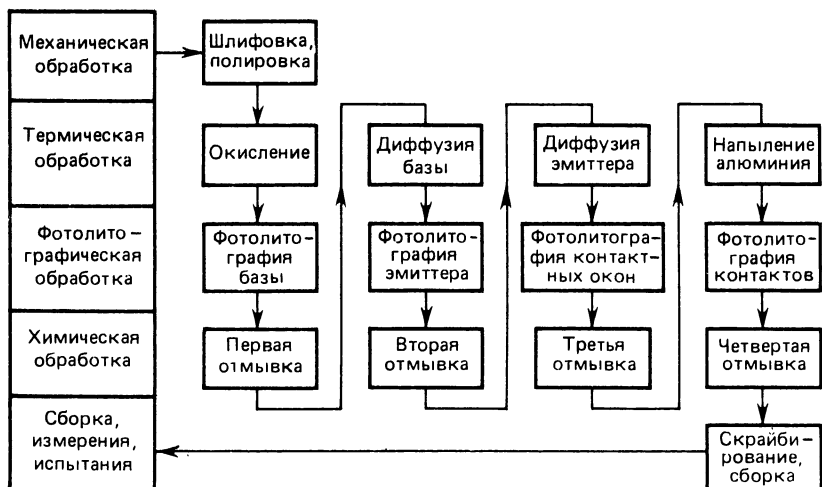 Механическая
обработка
Шлифовка,
полировка
Термическая
обработка
Окисление
Диффузия
базы
Диффузия
эмиттера
Напыление
алюминия
Фотолито-
графическая
обработка
Фотолито-
графия
базы
Фотолито-
графия
эмиттера
Фотолитогра-
фия контакт-
ных окон
Фотолито-
графия
контактов
Химическая
обработка
Первая
отмывка
Вторая
отмывка
Третья
отмывка
Четвертая
отмывка
Сборка,
измерения,
испытания
Скрайби-
рование,
сборка